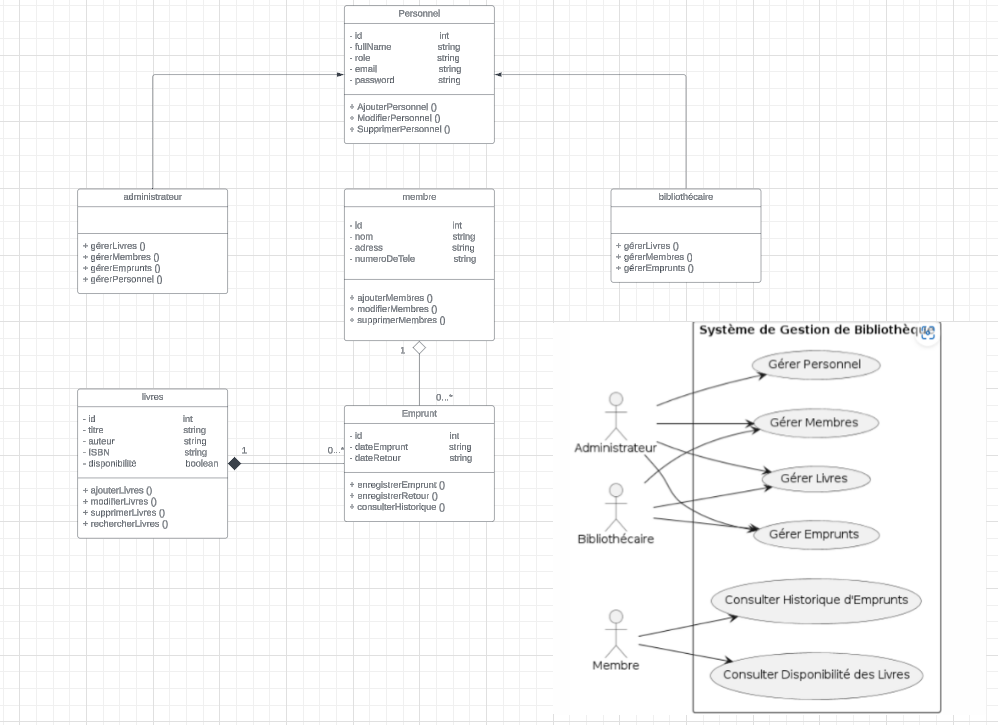 Personnel
- id int
- fullName string
- role string
- email string
- password string
+ AjouterPersonnel ()
+ ModifierPersonnel ()
+ SupprimerPersonnel ()
administrateur
+ gérerLivres ()
+ gérerMembres ()
+ gérerEmprunts ()
+ gérerPersonnel ()
membre
- id int
- nom string
- adress string
- numeroDeTele string
+ ajouterMembres ()
+ modifierMembres ()
+ supprimerMembres ()
bibliothécaire
+ gérerLivres ()
+ gérerMembres ()
+ gérerEmprunts ()
1
0...*
livres
- id int
- titre string
- auteur string
- ISBN string
- disponibilité boolean
+ ajouterLivres ()
+ modifierLivres ()
+ supprimerLivres ()
+ rechercherLivres ()
1
0...*
Emprunt
- id int
- dateEmprunt string
- dateRetour string
+ enregistrerEmprunt ()
+ enregistrerRetour ()
+ consulterHistorique ()
Système de Gestion de
Gérer Personnel
Administrateur
Gérer Membres
Gérer Livres
Bibliothécaire
Gérer Emprunts
Consulter Historique d'Emprunts
Membre
Consulter Disponibilité des Livres